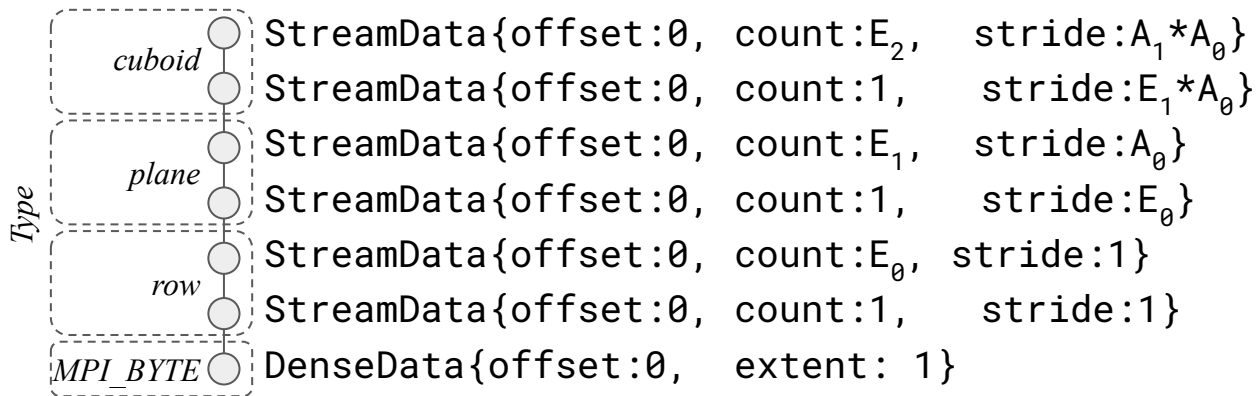 Type
cuboid
StreamData{offset:0, count:E₂, stride:A₁*A₀}
StreamData{offset:0, count:1, stride:E₁*A₀}
plane
StreamData{offset:0, count:E₁, stride:A₀}
StreamData{offset:0, count:1, stride:E₀}
row
StreamData{offset:0, count:E₀, stride:1}
StreamData{offset:0, count:1, stride:1}
MPI_BYTE DenseData{offset:0, extent: 1}